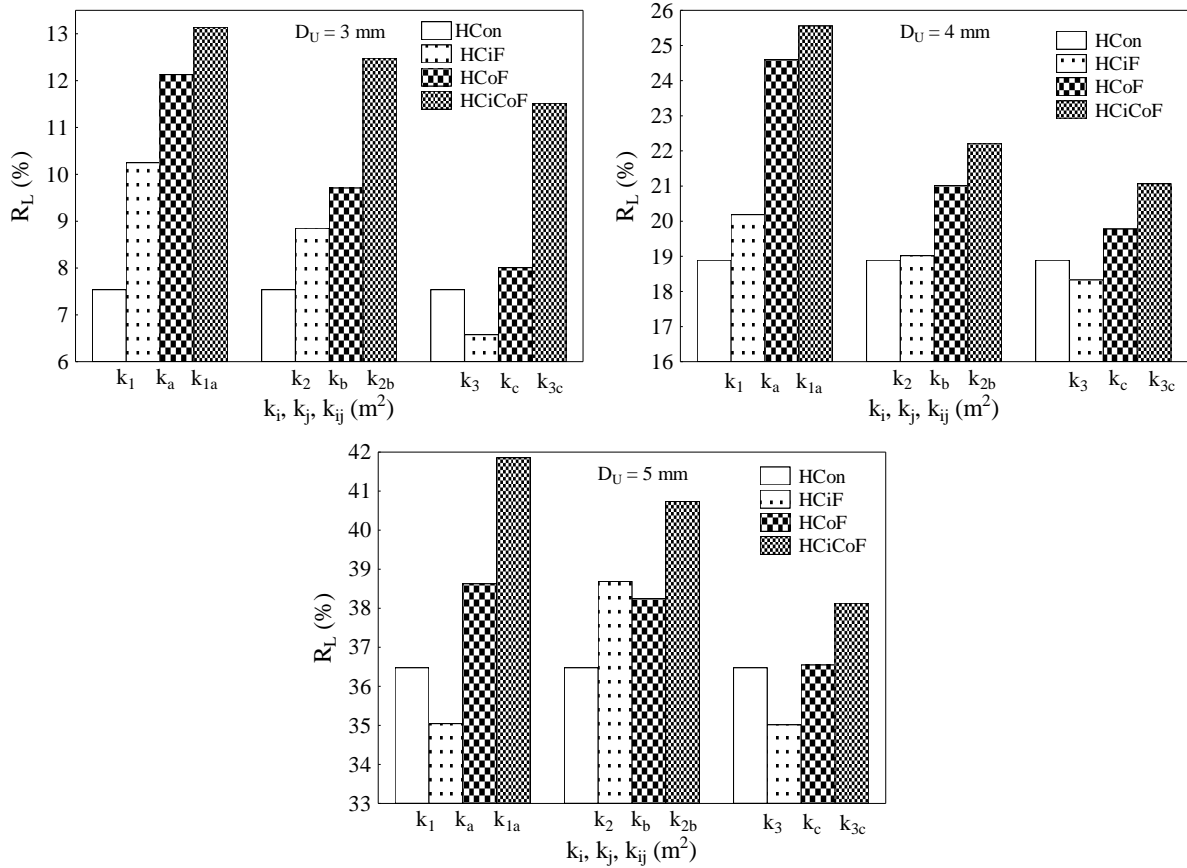 D_U = 3 mm
HCon
HCiF
HCoF
HCiCoF
13
12
11
10
9
8
7
6
R_L (%)
k_1 k_a k_1a k_2 k_b k_2b k_3 k_c k_3c
k_i, k_j, k_ij (m²)
D_U = 4 mm
HCon
HCiF
HCoF
HCiCoF
26
25
24
23
22
21
20
19
18
17
16
R_L (%)
k_1 k_a k_1a k_2 k_b k_2b k_3 k_c k_3c
k_i, k_j, k_ij (m²)
D_U = 5 mm
HCon
HCiF
HCoF
HCiCoF
42
41
40
39
38
37
36
35
34
33
R_L (%)
k_1 k_a k_1a k_2 k_b k_2b k_3 k_c k_3c
k_i, k_j, k_ij (m²)